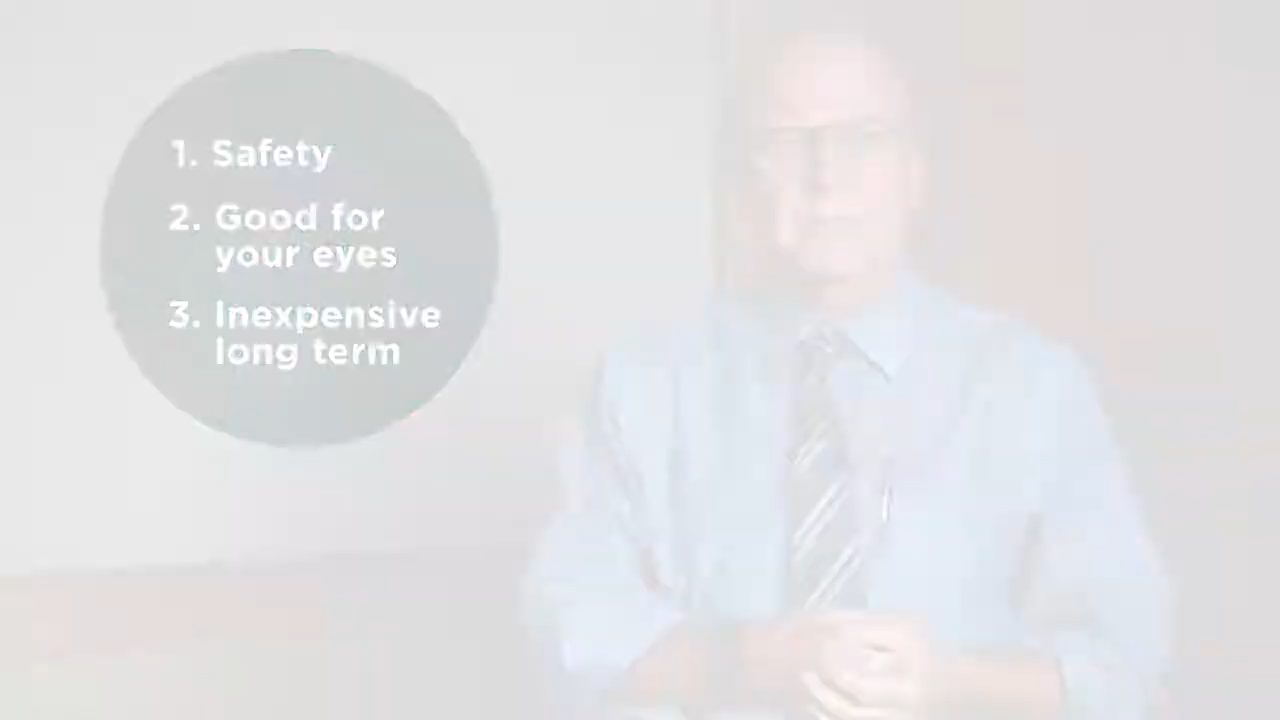 1. Safety
2. Good for
your eyes
3. Inexpensive
long term